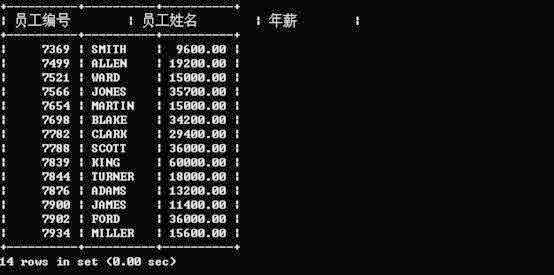 员工编号 | 员工姓名 | 年薪
7369 | SMITH | 9600.00
7499 | ALLEN | 19200.00
7521 | WARD | 15000.00
7566 | JONES | 35700.00
7654 | MARTIN | 15000.00
7698 | BLAKE | 34200.00
7782 | CLARK | 29400.00
7788 | SCOTT | 36000.00
7839 | KING | 60000.00
7844 | TURNER | 18000.00
7876 | ADAMS | 13200.00
7900 | JAMES | 11400.00
7902 | FORD | 36000.00
7934 | MILLER | 15600.00
14 rows in set (0.00 sec)